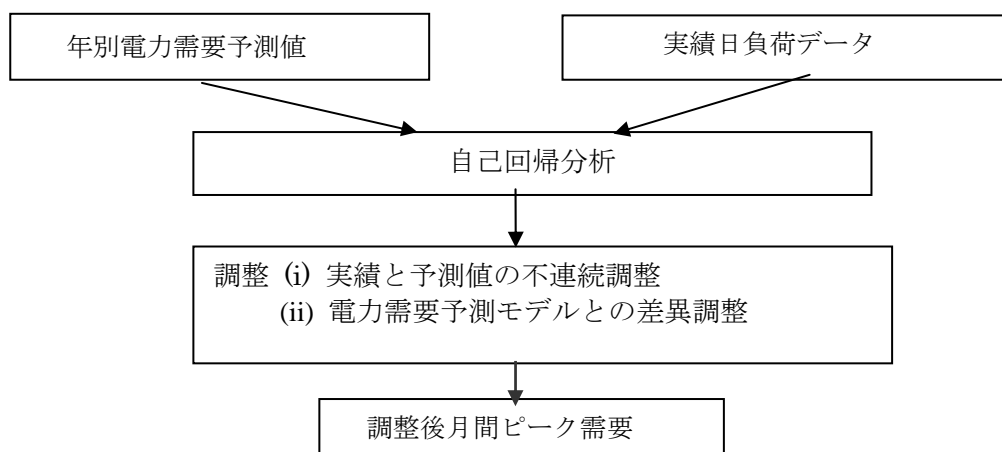 年別電力需要予測値
実績日負荷データ
自己回帰分析
調整 (i) 実績と予測値の不連続調整
(ii) 電力需要予測モデルとの差異調整
調整後月間ピーク需要